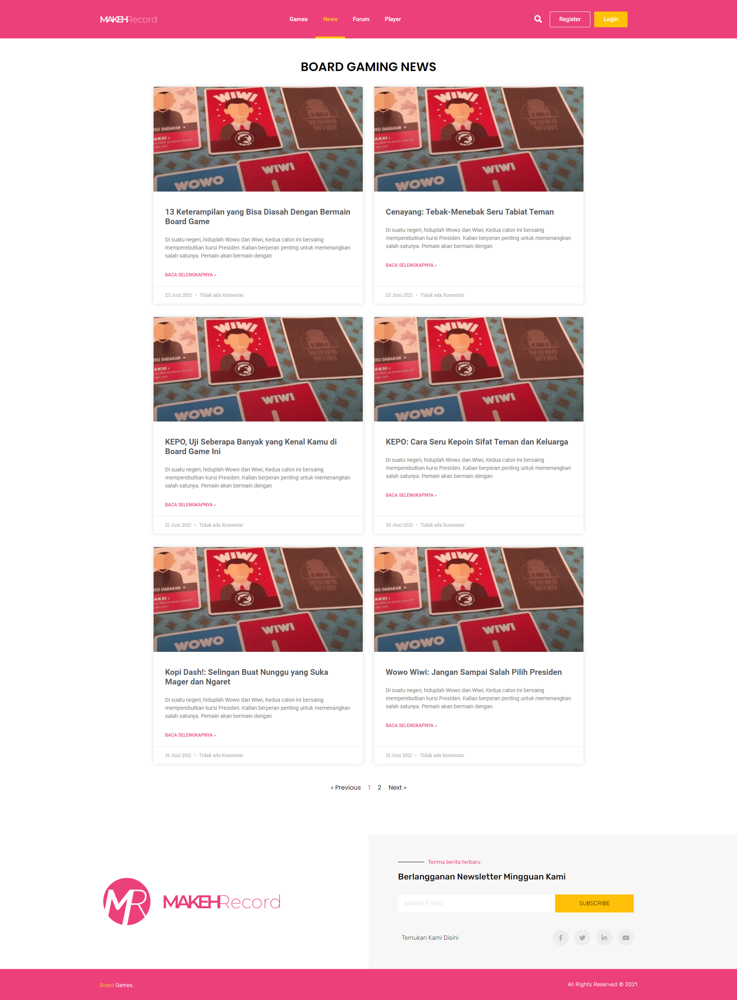 MAKEHRecord
Games
News
Forum
Player
Register
Login
BOARD GAMING NEWS
WIWI
WOWO
WIWI
TISI DADAKAN
AKSI :
KOALISI
WIWI
WOWO
WIWI
WOWO
WIWI
TISI DADAKAN
AKSI :
KOALISI
WIWI
WOWO
13 Keterampilan yang Bisa Diasah Dengan Bermain
Board Game
Di suatu negeri, hiduplah Wowo dan Wiwi, Kedua calon ini bersaing
memperebutkan kursi Presiden. Kalian berperan penting untuk memenangkan
salah satunya. Pemain akan bermain dengan
BACA SELENGKAPNYA »
23 Juni 2021 • Tidak ada Komentar
Cenayang: Tebak-Menebak Seru Tabiat Teman
Di suatu negeri, hiduplah Wowo dan Wiwi, Kedua calon ini bersaing
memperebutkan kursi Presiden. Kalian berperan penting untuk memenangkan
salah satunya. Pemain akan bermain dengan
BACA SELENGKAPNYA »
22 Juni 2021 • Tidak ada Komentar
WIWI
WOWO
WIWI
TISI DADAKAN
AKSI :
KOALISI
WIWI
WOWO
WIWI
WOWO
WIWI
TISI DADAKAN
AKSI :
KOALISI
WIWI
WOWO
KEPO, Uji Seberapa Banyak yang Kenal Kamu di
Board Game Ini
Di suatu negeri, hiduplah Wowo dan Wiwi, Kedua calon ini bersaing
memperebutkan kursi Presiden. Kalian berperan penting untuk memenangkan
salah satunya. Pemain akan bermain dengan
BACA SELENGKAPNYA »
21 Juni 2021 • Tidak ada Komentar
KEPO: Cara Seru Kepoin Sifat Teman dan Keluarga
Di suatu negeri, hiduplah Wowo dan Wiwi, Kedua calon ini bersaing
memperebutkan kursi Presiden. Kalian berperan penting untuk memenangkan
salah satunya. Pemain akan bermain dengan
BACA SELENGKAPNYA »
20 Juni 2021 • Tidak ada Komentar
WIWI
WOWO
WIWI
TISI DADAKAN
AKSI :
KOALISI
WIWI
WOWO
WIWI
WOWO
WIWI
TISI DADAKAN
AKSI :
KOALISI
WIWI
WOWO
Kopi Dash!: Selingan Buat Nunggu yang Suka
Mager dan Ngaret
Di suatu negeri, hiduplah Wowo dan Wiwi, Kedua calon ini bersaing
memperebutkan kursi Presiden. Kalian berperan penting untuk memenangkan
salah satunya. Pemain akan bermain dengan
BACA SELENGKAPNYA »
19 Juni 2021 • Tidak ada Komentar
Wowo Wiwi: Jangan Sampai Salah Pilih Presiden
Di suatu negeri, hiduplah Wowo dan Wiwi, Kedua calon ini bersaing
memperebutkan kursi Presiden. Kalian berperan penting untuk memenangkan
salah satunya. Pemain akan bermain dengan
BACA SELENGKAPNYA »
18 Juni 2021 • Tidak ada Komentar
« Previous 1 2 Next »
MR
MAKEHRecord
Terima berita terbaru
Berlangganan Newsletter Mingguan Kami
Alamat E-mail
SUBSCRIBE
Temukan Kami Disini
Board Games.
All Rights Reserved © 2021